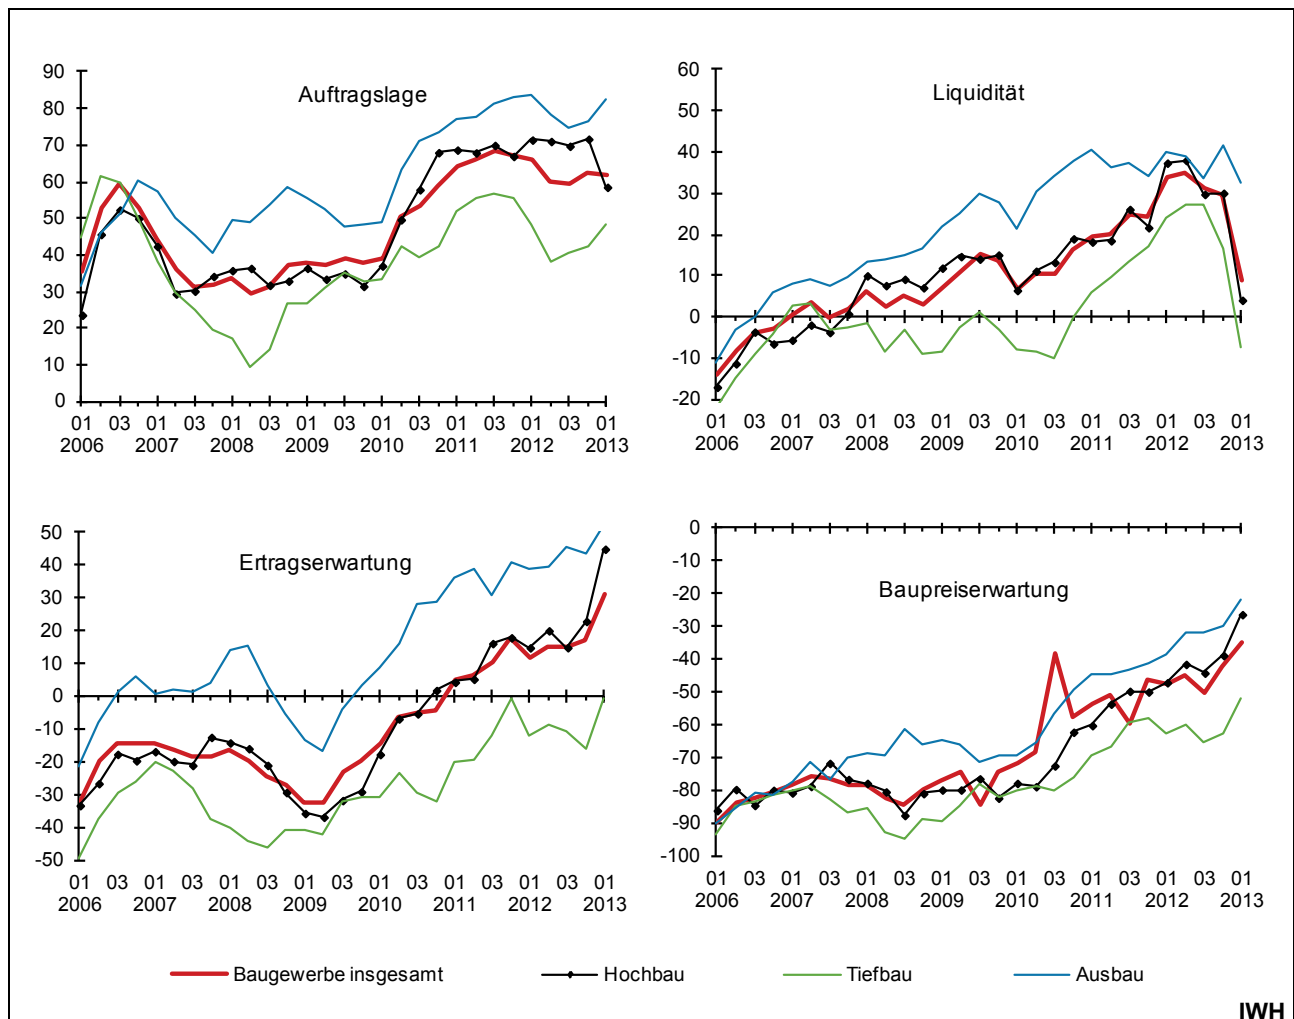 Auftragslage
90
80
70
60
50
40
30
20
10
0
01 03 01 03 01 03 01 03 01 03 01 03 01 03 01
2006 2007 2008 2009 2010 2011 2012 2013
Liquidität
60
50
40
30
20
10
0
-10
-20
01 03 01 03 01 03 01 03 01 03 01 03 01 03 01
2006 2007 2008 2009 2010 2011 2012 2013
Ertragserwartung
50
40
30
20
10
0
-10
-20
-30
-40
-50
01 03 01 03 01 03 01 03 01 03 01 03 01 03 01
2006 2007 2008 2009 2010 2011 2012 2013
Baupreiserwartung
0
-10
-20
-30
-40
-50
-60
-70
-80
-90
-100
01 03 01 03 01 03 01 03 01 03 01 03 01 03 01
2006 2007 2008 2009 2010 2011 2012 2013
Baugewerbe insgesamt Hochbau Tiefbau Ausbau
IWH